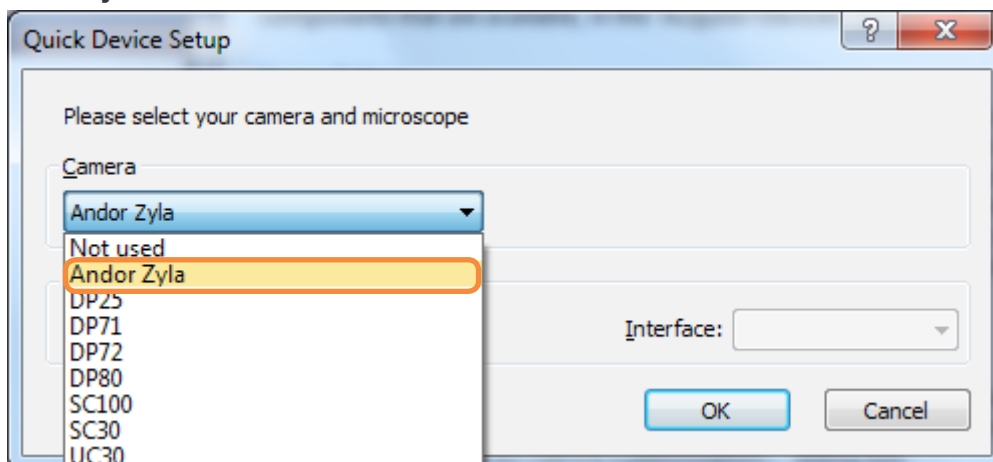 Quick Device Setup
Please select your camera and microscope
Camera
Andor Zyla
Not used
Andor Zyla
DP25
DP71
Interface:
DP72
DP80
SC100
OK Cancel
SC30
UC30